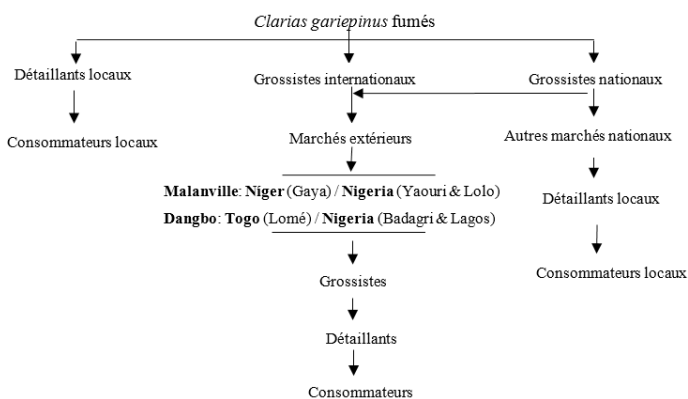 Clarias gariepinus fumés
Détaillants locaux
Grossistes internationaux
Grossistes nationaux
Consommateurs locaux
Marchés extérieurs
Autres marchés nationaux
Malanville: Niger (Gaya) / Nigeria (Yaouri & Lolo)
Dangbo: Togo (Lomé) / Nigeria (Badagri & Lagos)
Détaillants locaux
Consommateurs locaux
Grossistes
Détaillants
Consommateurs